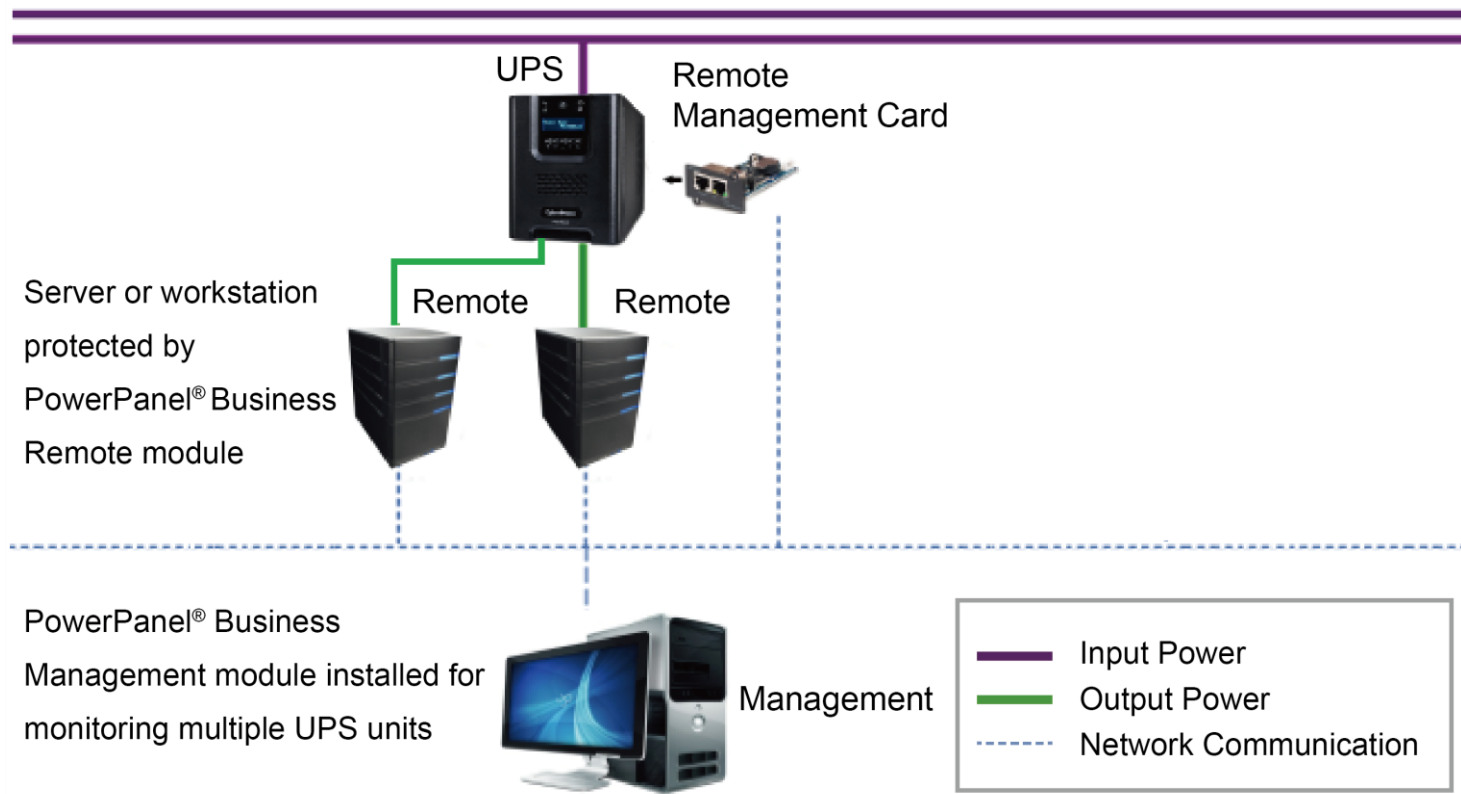 UPS
Remote
Management Card
Server or workstation
protected by
PowerPanel® Business
Remote module
Remote
Remote
PowerPanel® Business
Management module installed for
monitoring multiple UPS units
Management
Input Power
Output Power
Network Communication